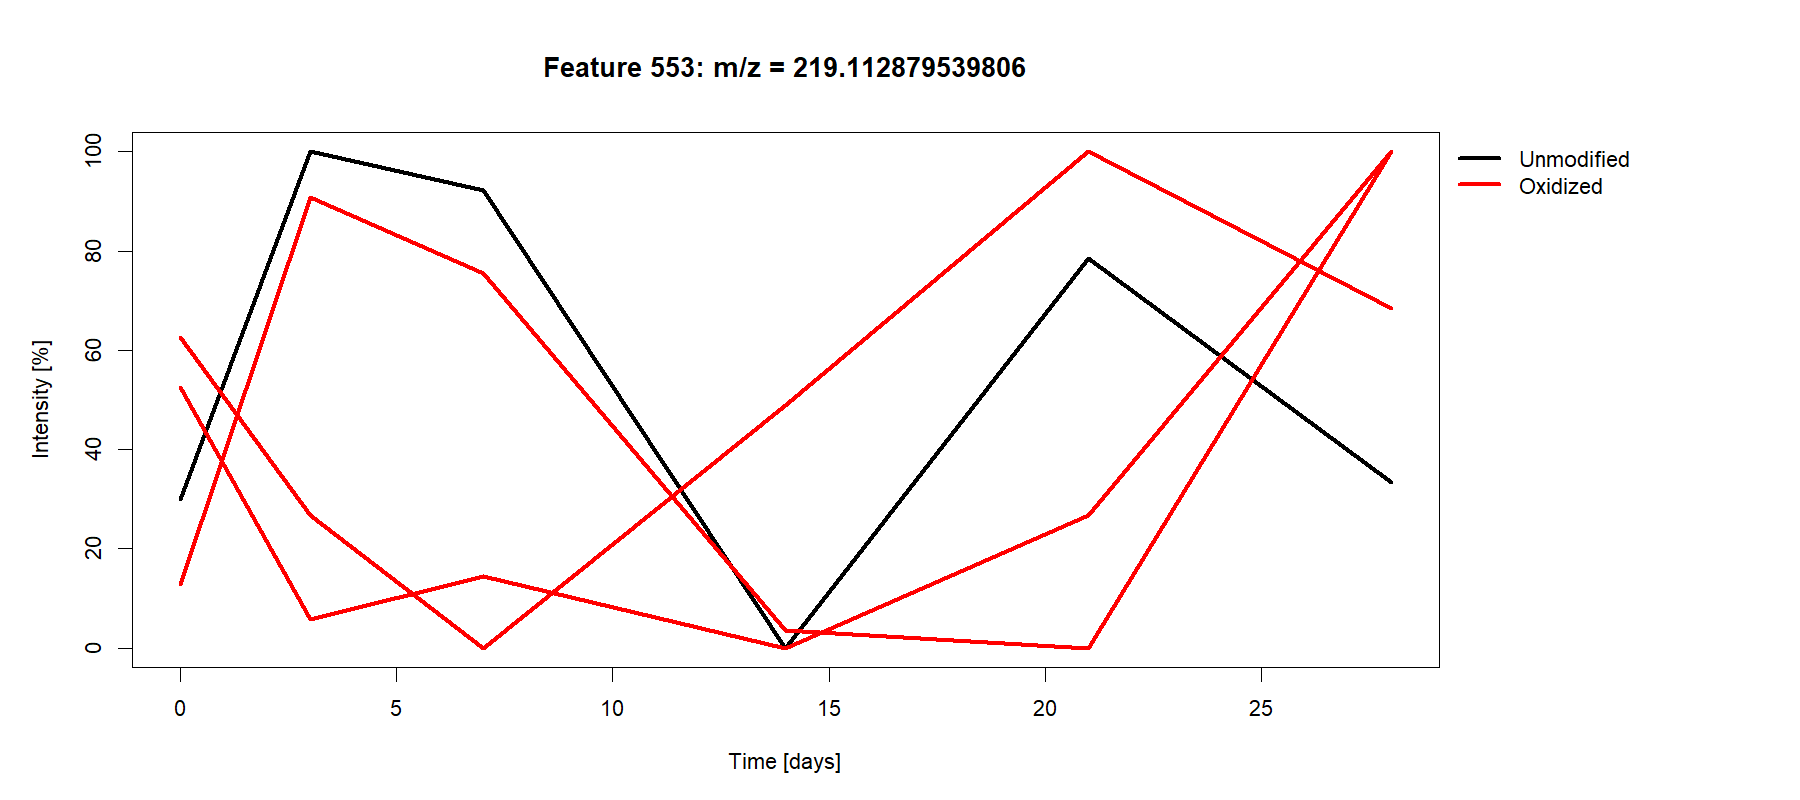 Feature 553: m/z = 219.112879539806
Unmodified
Oxidized
Intensity [%]
100
80
60
40
20
0
0 5 10 15 20 25
Time [days]